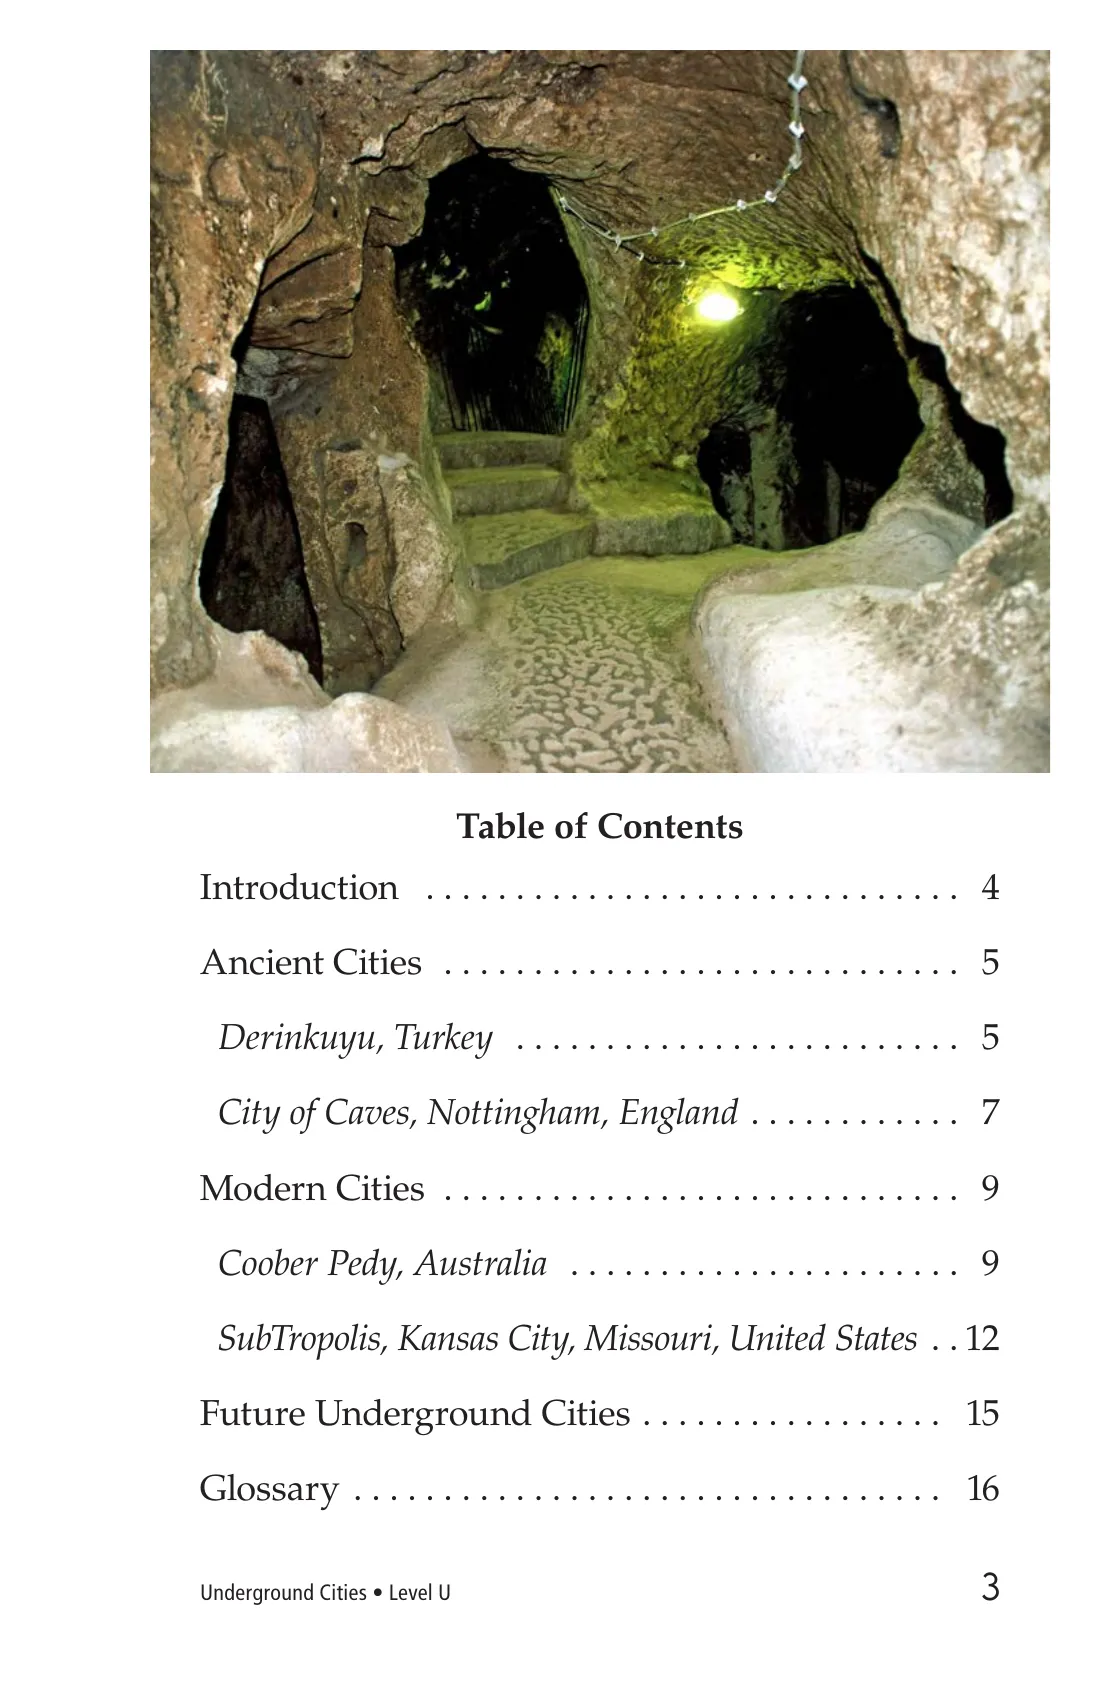 Table of Contents
Introduction . . . . . . . . . . . . . . . . . . . . . . . . . . . . . . 4
Ancient Cities . . . . . . . . . . . . . . . . . . . . . . . . . . . . . 5
Derinkuyu, Turkey . . . . . . . . . . . . . . . . . . . . . . . . . 5
City of Caves, Nottingham, England . . . . . . . . . . . . 7
Modern Cities . . . . . . . . . . . . . . . . . . . . . . . . . . . . . 9
Coober Pedy, Australia . . . . . . . . . . . . . . . . . . . . . . 9
SubTropolis, Kansas City, Missouri, United States . . 12
Future Underground Cities . . . . . . . . . . . . . . . . . 15
Glossary . . . . . . . . . . . . . . . . . . . . . . . . . . . . . . . . . 16
Underground Cities • Level U 3